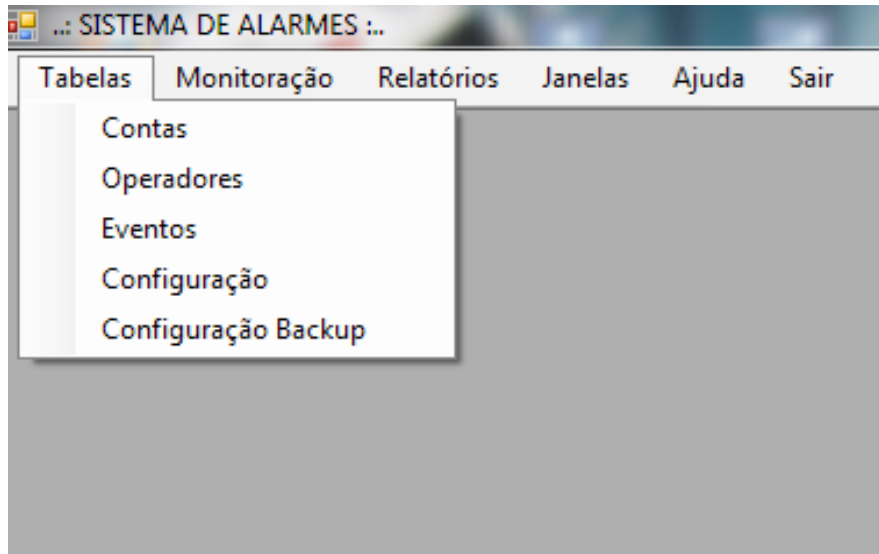 ..: SISTEMA DE ALARMES :..
Tabelas Monitoração Relatórios Janelas Ajuda Sair
Contas
Operadores
Eventos
Configuração
Configuração Backup